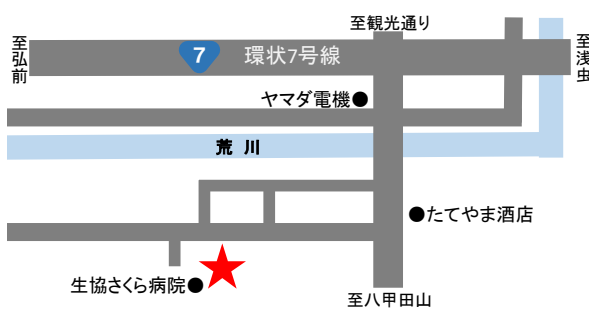 至観光通り
至弘前
7
環状7号線
至浅虫
ヤマダ電機●
荒 川
●たてやま酒店
生協さくら病院●
至八甲田山